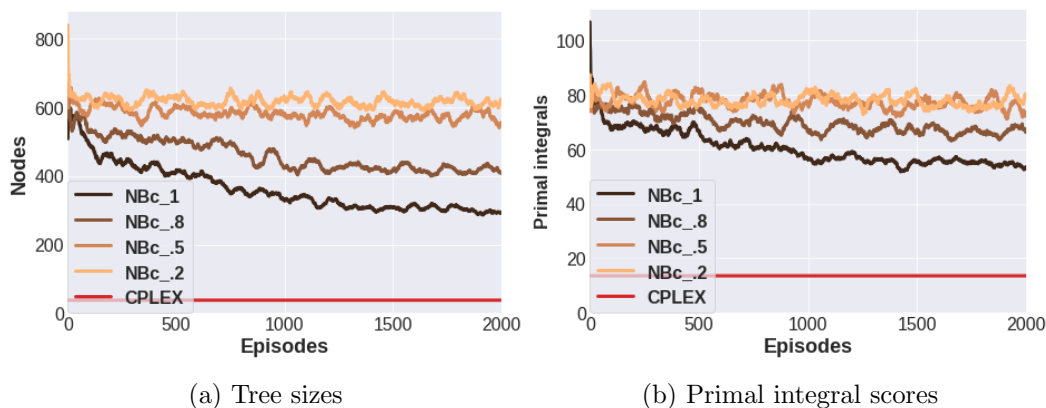 Nodes
800
600
400
200
0
NBc_1
NBc_.8
NBc_.5
NBc_.2
CPLEX
0 500 1000 1500 2000
Episodes
(a) Tree sizes
Primal integrals
100
80
60
40
20
0
NBc_1
NBc_.8
NBc_.5
NBc_.2
CPLEX
0 500 1000 1500 2000
Episodes
(b) Primal integral scores